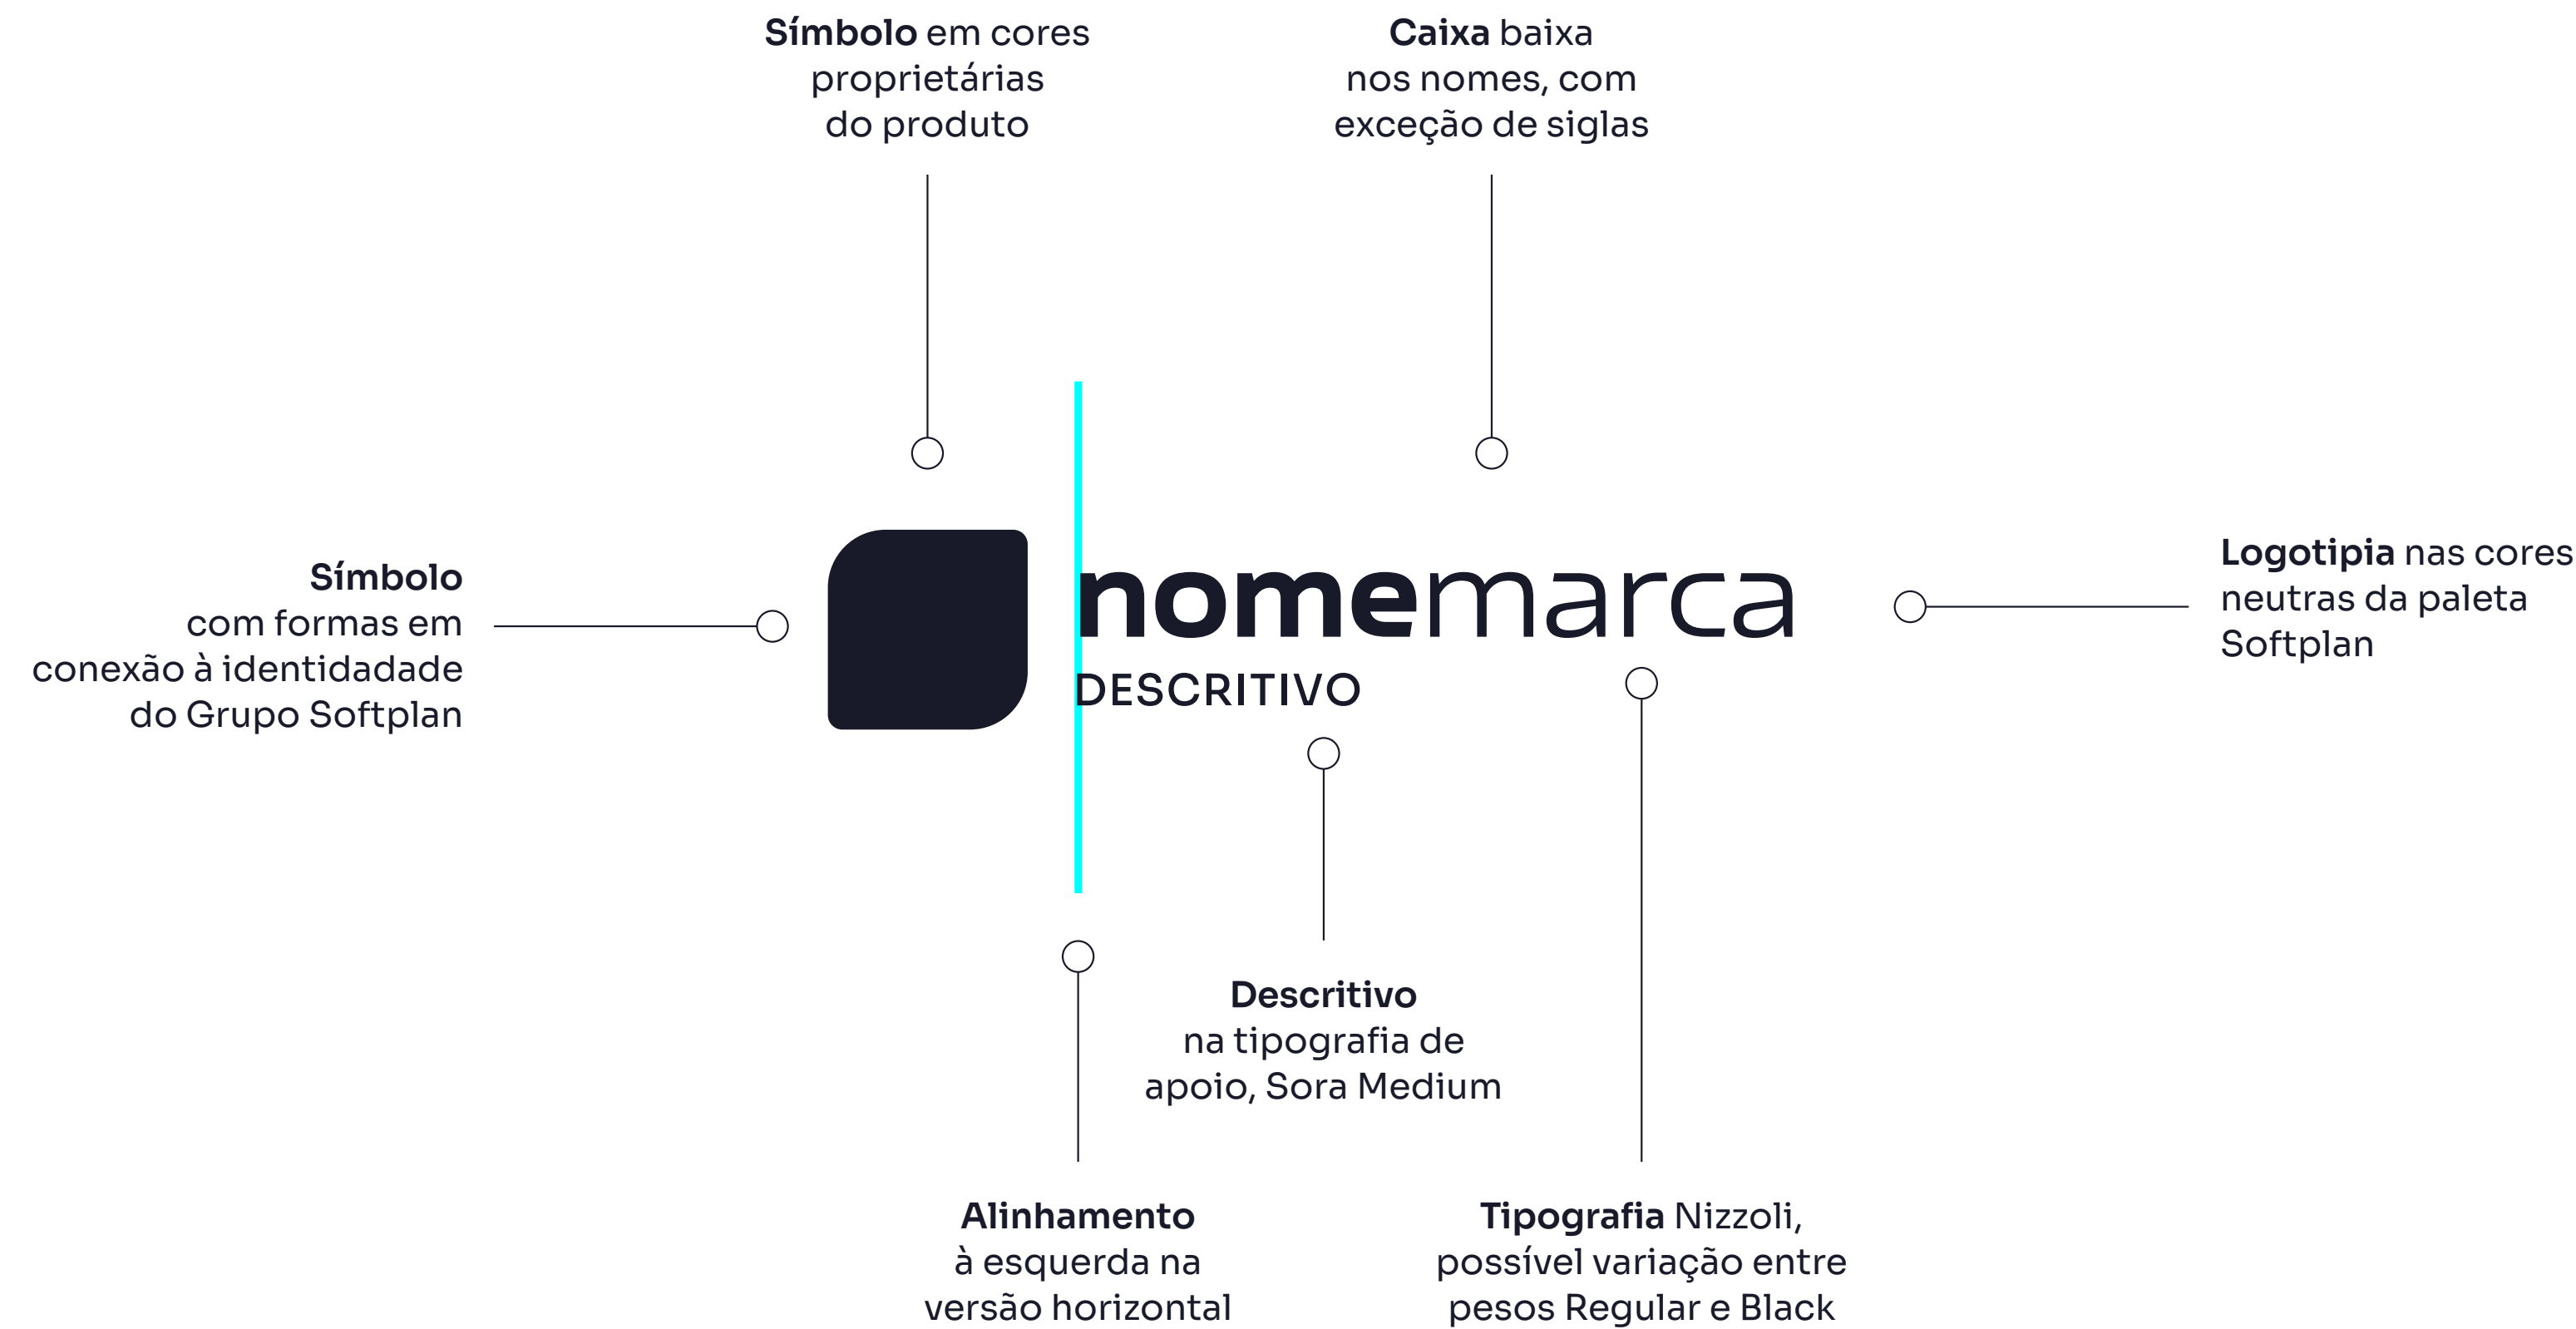 Símbolo em cores
proprietárias
do produto
Caixa baixa
nos nomes, com
exceção de siglas
Símbolo
com formas em
conexão à identidadade
do Grupo Softplan
nomemarca
DESCRITIVO
Logotipia nas cores
neutras da paleta
Softplan
Descritivo
na tipografia de
apoio, Sora Medium
Alinhamento
à esquerda na
versão horizontal
Tipografia Nizzoli,
possível variação entre
pesos Regular e Black